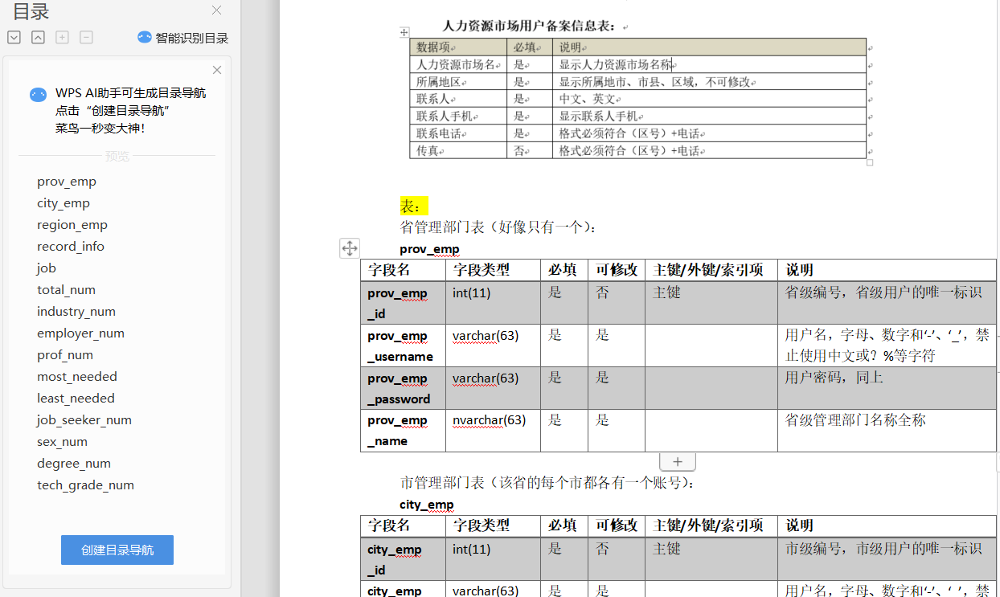 目录
智能识别目录
WPS AI助手可生成目录导航
点击“创建目录导航”
菜鸟一秒变大神！
预览
prov_emp
city_emp
region_emp
record_info
job
total_num
industry_num
employer_num
prof_num
most_needed
least_needed
job_seeker_num
sex_num
degree_num
tech_grade_num
创建目录导航
人力资源市场用户备案信息表：
数据项 必填 说明
人力资源市场名 是 显示人力资源市场名称
所属地区 是 显示所属地市、市县、区域，不可修改
联系人 是 中文、英文
联系人手机 是 显示联系人手机
联系电话 是 格式必须符合（区号）+电话
传真 否 格式必须符合（区号）+电话
表：
省管理部门表（好像只有一个）：
prov_emp
字段名 字段类型 必填 可修改 主键/外键/索引项 说明
prov_emp int(11) 是 否 主键 省级编号，省级用户的唯一标识
_id
prov_emp varchar(63) 是 是 用户名，字母、数字和‘-’、‘_’，禁
_username 止使用中文或？%等字符
prov_emp varchar(63) 是 是 用户密码，同上
_password
prov_emp nvarchar(63) 是 是 省级管理部门名称全称
_name
市管理部门表（该省的每个市都各有一个账号）：
city_emp
字段名 字段类型 必填 可修改 主键/外键/索引项 说明
city_emp int(11) 是 否 主键 市级编号，市级用户的唯一标识
_id
city_emp varchar(63) 是 是 用户名，字母、数字和‘-’、‘_’，禁